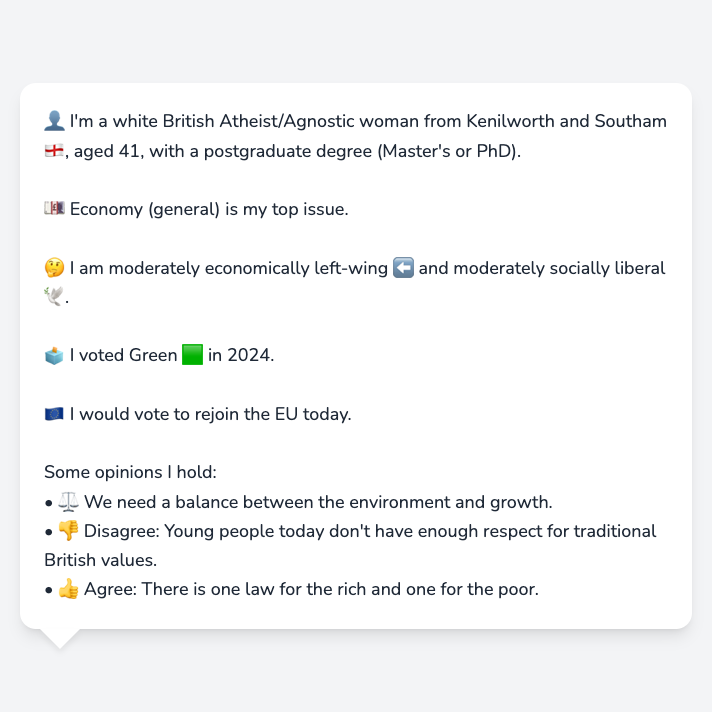 👤 I'm a white British Atheist/Agnostic woman from Kenilworth and Southam
🏴󠁧󠁢󠁥󠁮󠁧󠁿, aged 41, with a postgraduate degree (Master's or PhD).
💷 Economy (general) is my top issue.
🤔 I am moderately economically left-wing ⬅️ and moderately socially liberal
🕊️.
🗳️ I voted Green 🟩 in 2024.
🇪🇺 I would vote to rejoin the EU today.
Some opinions I hold:
• ⚖️ We need a balance between the environment and growth.
• 👎 Disagree: Young people today don't have enough respect for traditional
British values.
• 👍 Agree: There is one law for the rich and one for the poor.